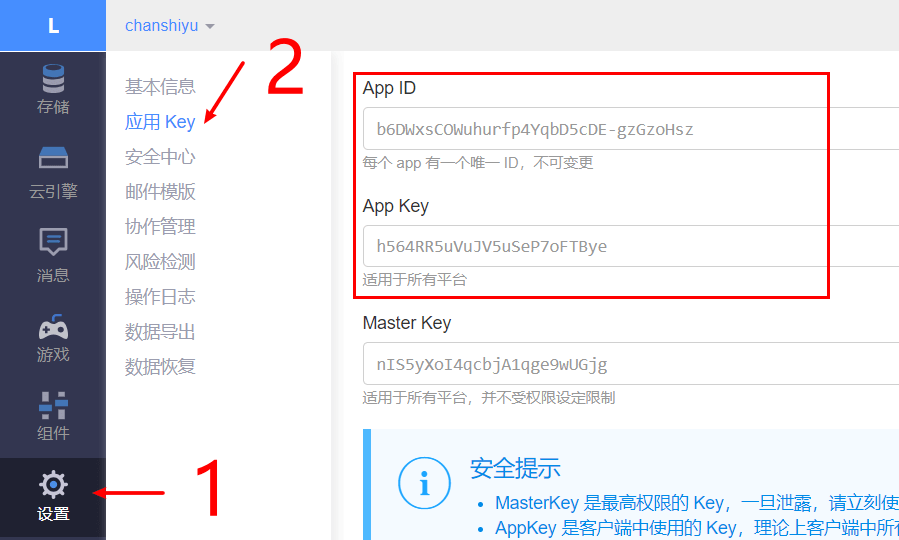 L
chanshiyu
存储
云引擎
消息
游戏
组件
设置
1
基本信息
应用 Key
安全中心
邮件模版
协作管理
风险检测
操作日志
数据导出
数据恢复
2
App ID
b6DWxsCOWuhurfp4YqbD5cDE-gzGzoHsz
每个 app 有一个唯一 ID，不可变更
App Key
h564RR5uVuJV5uSeP7oFTBye
适用于所有平台
Master Key
nIS5yXoI4qcbjA1qge9wUGjg
适用于所有平台，并不受权限设定限制
安全提示
MasterKey 是最高权限的 Key，一旦泄露，请立刻使
AppKey 是客户端中使用的 Key，理论上客户端中所有